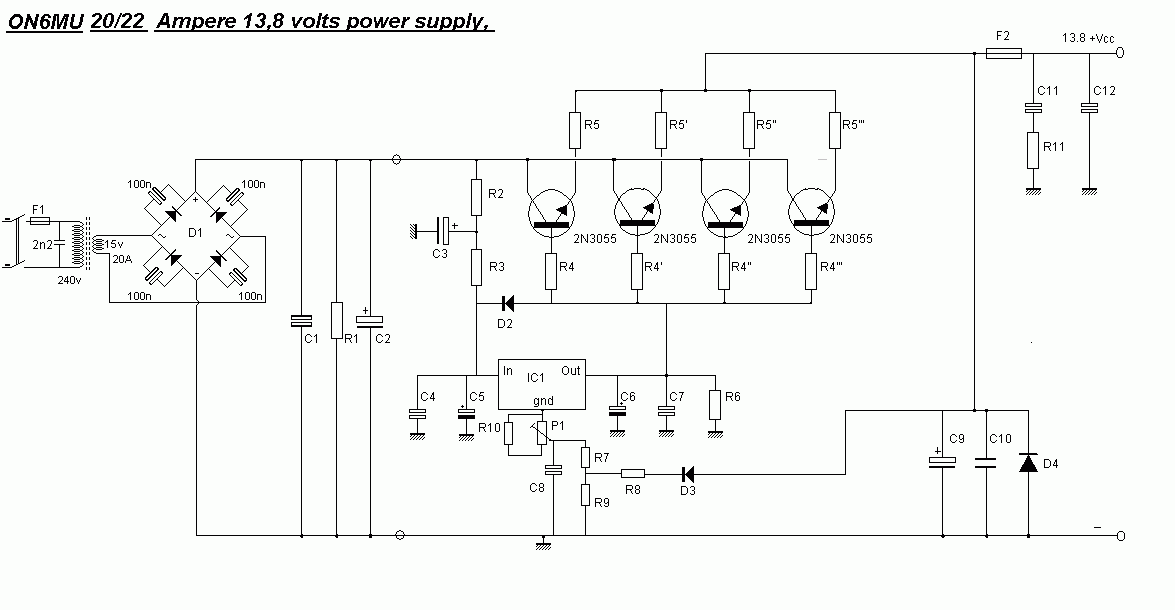 ON6MU 20/22 Ampere 13,8 volts power supply,
F2
13.8 +Vcc
C11
C12
R5
R5'
R5"
R5"'
R11
100n
100n
R2
F1
+
D1
2n2
15v
~
~
20A
240v
-
+
C3
2N3055
2N3055
2N3055
2N3055
R3
R4
R4'
R4"
R4"'
100n
100n
D2
+
C1
R1
C2
In
IC1
Out
gnd
C4
C5
C6
C7
R6
R10
P1
C9
C10
+
R7
D4
C8
R8
D3
R9
-